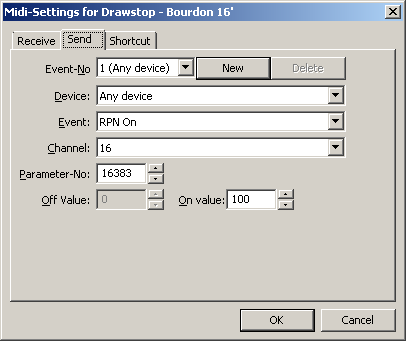 Midi-Settings for Drawstop - Bourdon 16'
Receive Send Shortcut
Event-No 1 (Any device) New Delete
Device: Any device
Event: RPN On
Channel: 16
Parameter-No: 16383
Off Value: 0 On value: 100
OK Cancel